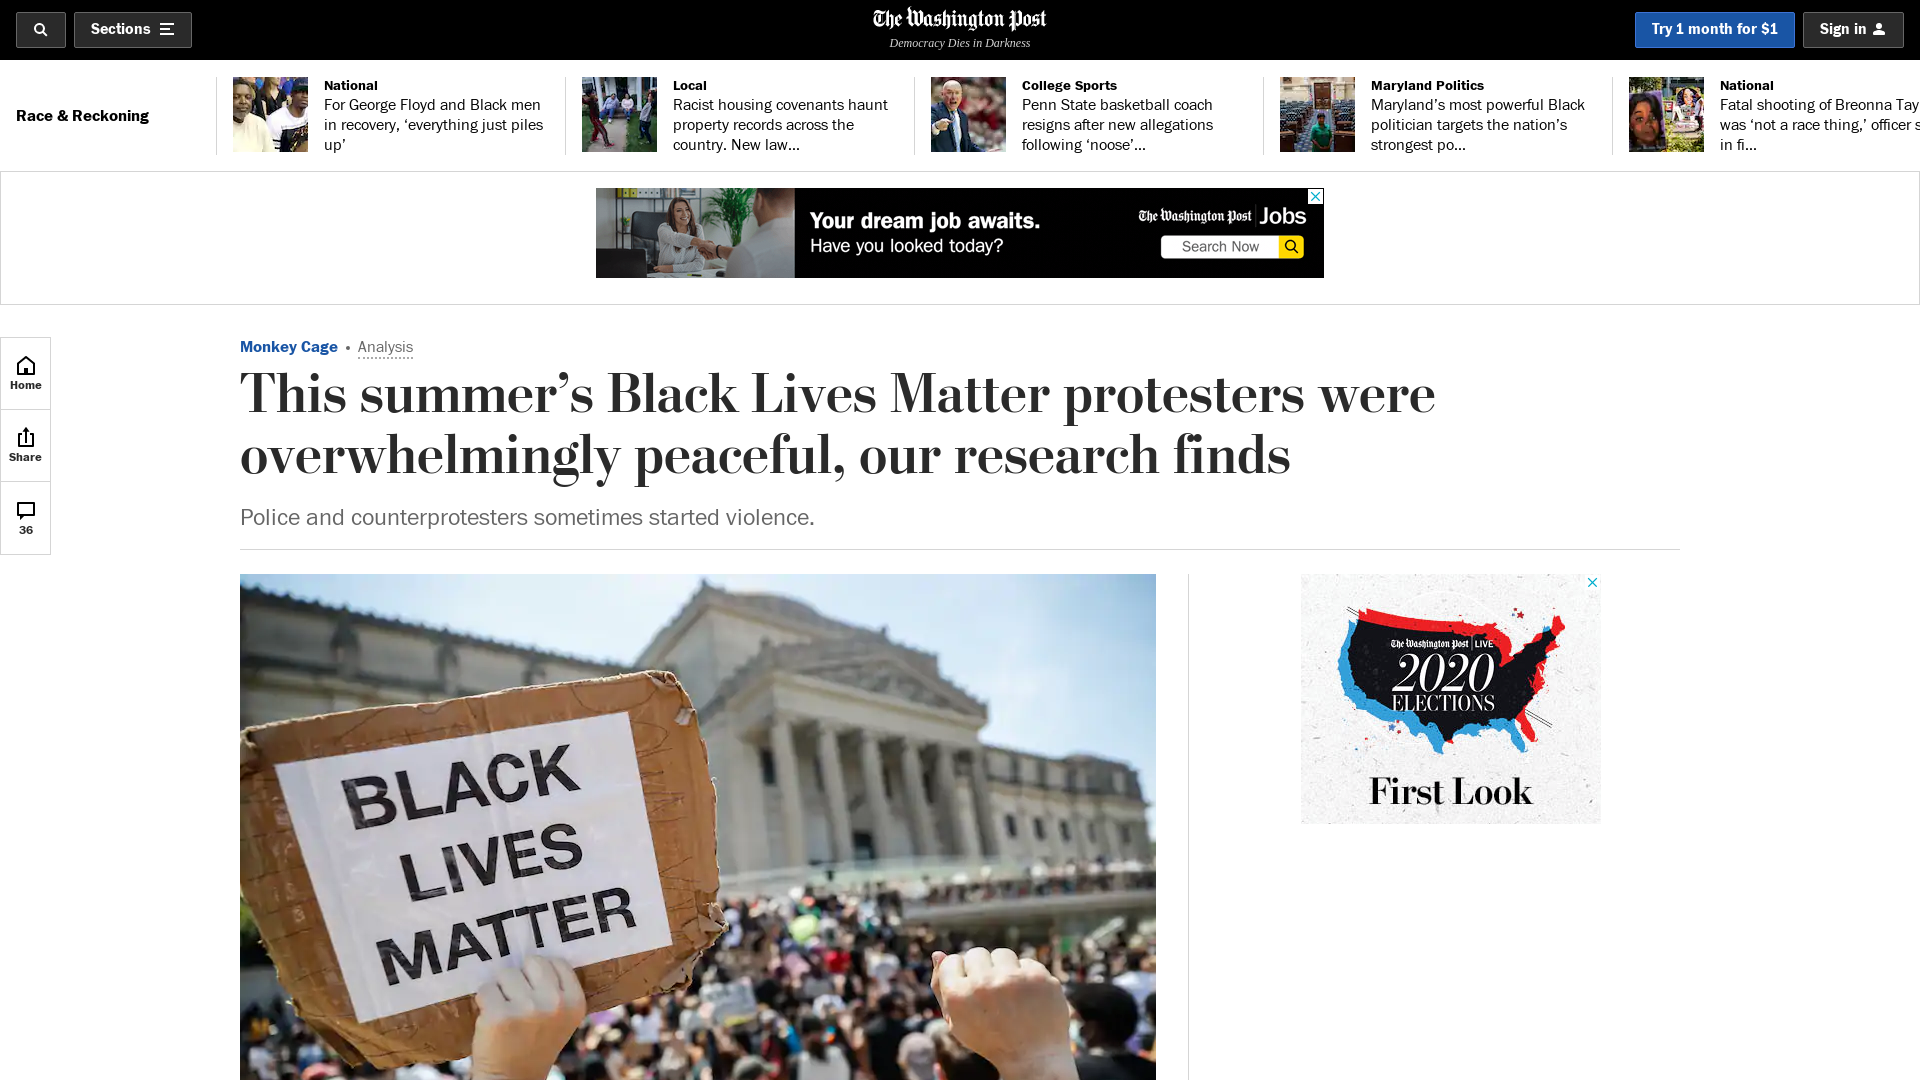 Sections
The Washington Post
Democracy Dies in Darkness
Try 1 month for $1
Sign in
Race & Reckoning
National
For George Floyd and Black men
in recovery, ‘everything just piles
up’
Local
Racist housing covenants haunt
property records across the
country. New law...
College Sports
Penn State basketball coach
resigns after new allegations
following ‘noose’...
Maryland Politics
Maryland’s most powerful Black
politician targets the nation’s
strongest po...
National
Fatal shooting of Breonna Tay
was ‘not a race thing,’ officer s
in fi...
Your dream job awaits.
Have you looked today?
The Washington Post Jobs
Search Now
Home
Share
36
Monkey Cage • Analysis
This summer’s Black Lives Matter protesters were
overwhelmingly peaceful, our research finds
Police and counterprotesters sometimes started violence.
BLACK
LIVES
MATTER
The Washington Post LIVE
2020
ELECTIONS
First Look